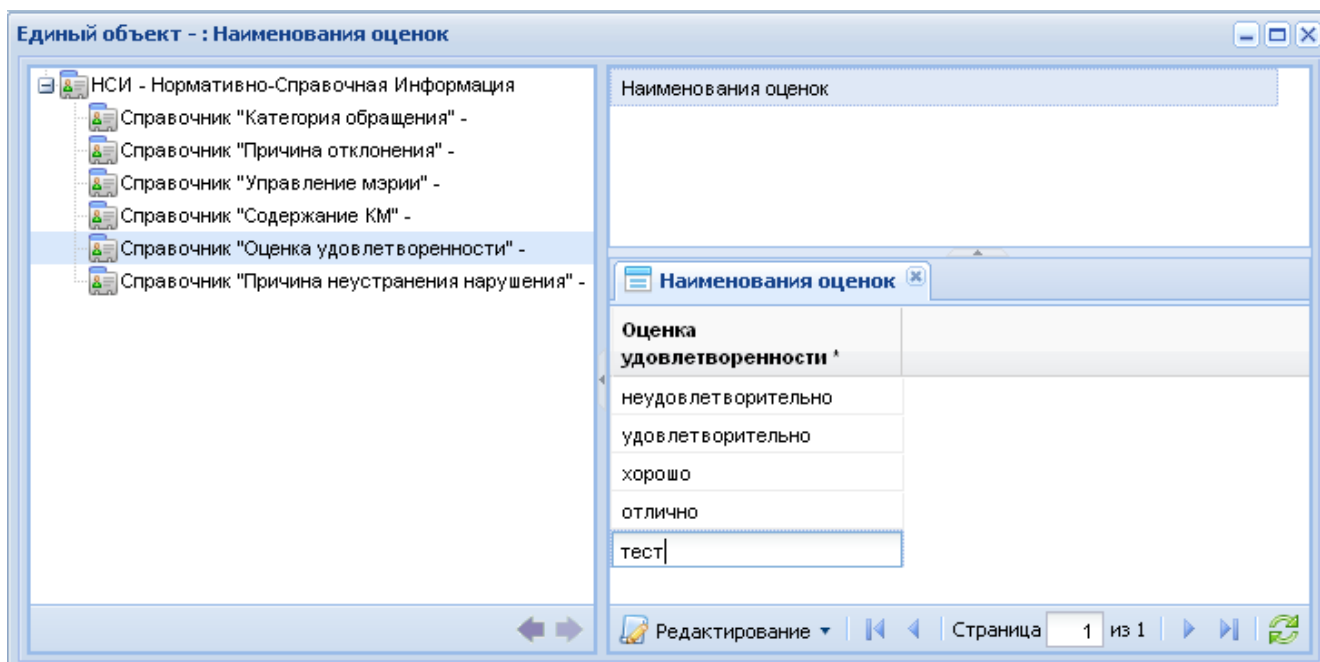 Единый объект - : Наименования оценок
НСИ - Нормативно-Справочная Информация
Справочник "Категория обращения" -
Справочник "Причина отклонения" -
Справочник "Управление мэрии" -
Справочник "Содержание КМ" -
Справочник "Оценка удовлетворенности" -
Справочник "Причина неустранения нарушения" -
Наименования оценок
Наименования оценок
Оценка
удовлетворенности *
неудовлетворительно
удовлетворительно
хорошо
отлично
тест
Редактирование Страница 1 из 1